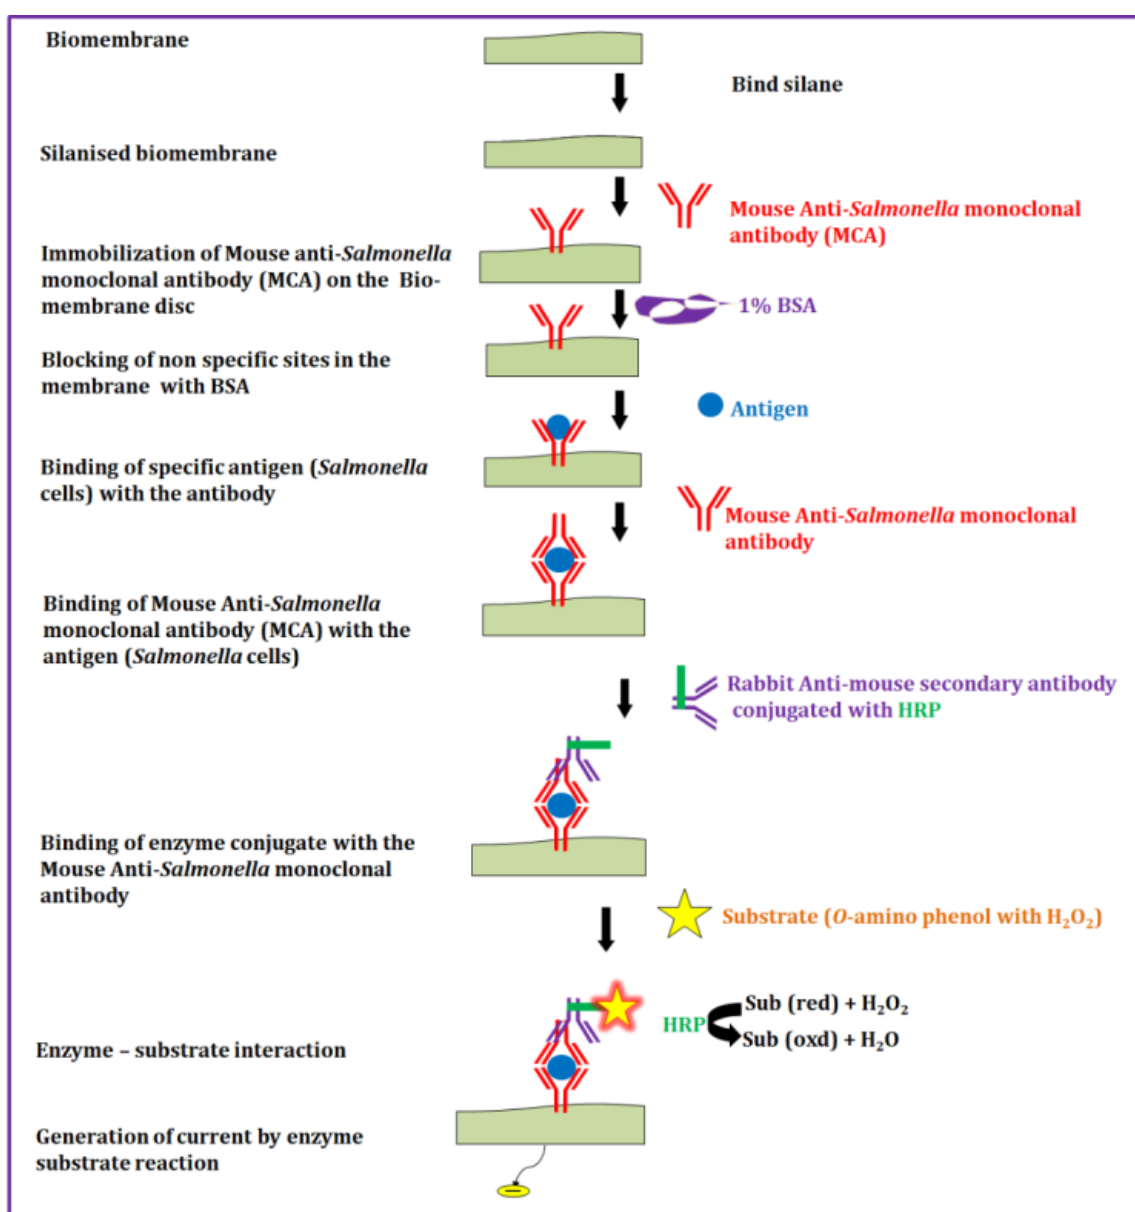 Biomembrane
Bind silane
Silanised biomembrane
Mouse Anti-Salmonella monoclonal
antibody (MCA)
Immobilization of Mouse anti-Salmonella
monoclonal antibody (MCA) on the Bio-
membrane disc
1% BSA
Blocking of non specific sites in the
membrane with BSA
Antigen
Binding of specific antigen (Salmonella
cells) with the antibody
Mouse Anti-Salmonella monoclonal
antibody
Binding of Mouse Anti-Salmonella
monoclonal antibody (MCA) with the
antigen (Salmonella cells)
Rabbit Anti-mouse secondary antibody
conjugated with HRP
Binding of enzyme conjugate with the
Mouse Anti-Salmonella monoclonal
antibody
Substrate (O-amino phenol with H₂O₂)
Sub (red) + H₂O₂
HRP
Sub (oxd) + H₂O
Enzyme – substrate interaction
Generation of current by enzyme
substrate reaction